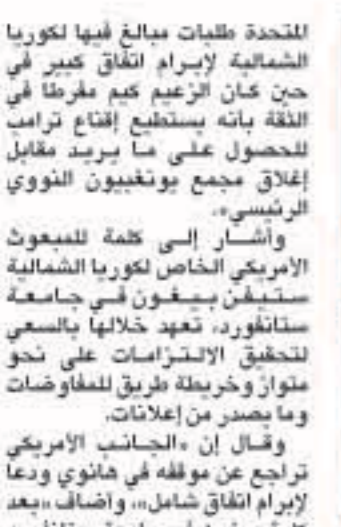 المتحدة طلبات مبالغ فيها لكوريا
الشمالية لإبرام اتفاق كبير في
حين كان الزعيم كيم مفرطا في
الثقة بأنه يستطيع إقناع ترامب
للحصول على ما يريد مقابل
إغلاق مجمع يونغبيون النووي
الرئيسي».
وأشار إلى كلمة للمبعوث
الأمريكي الخاص لكوريا الشمالية
ستيفن بيغون في جامعة
ستانفورد، تعهد خلالها بالسعي
لتحقيق الالتزامات على نحو
متواز وخريطة طريق للمفاوضات
وما يصدر من إعلانات.
وقال إن «الجانب الأمريكي
تراجع عن موقفه في هانوي ودعا
لإبرام اتفاق شامل»، وأضاف «بعد